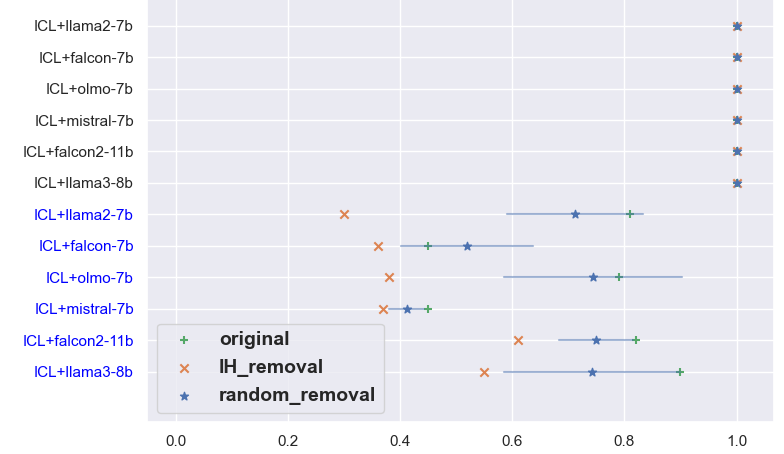 ICL+llama2-7b
ICL+falcon-7b
ICL+olmo-7b
ICL+mistral-7b
ICL+falcon2-11b
ICL+llama3-8b
ICL+llama2-7b
ICL+falcon-7b
ICL+olmo-7b
ICL+mistral-7b
ICL+falcon2-11b
ICL+llama3-8b
original
IH_removal
random_removal
0.0 0.2 0.4 0.6 0.8 1.0